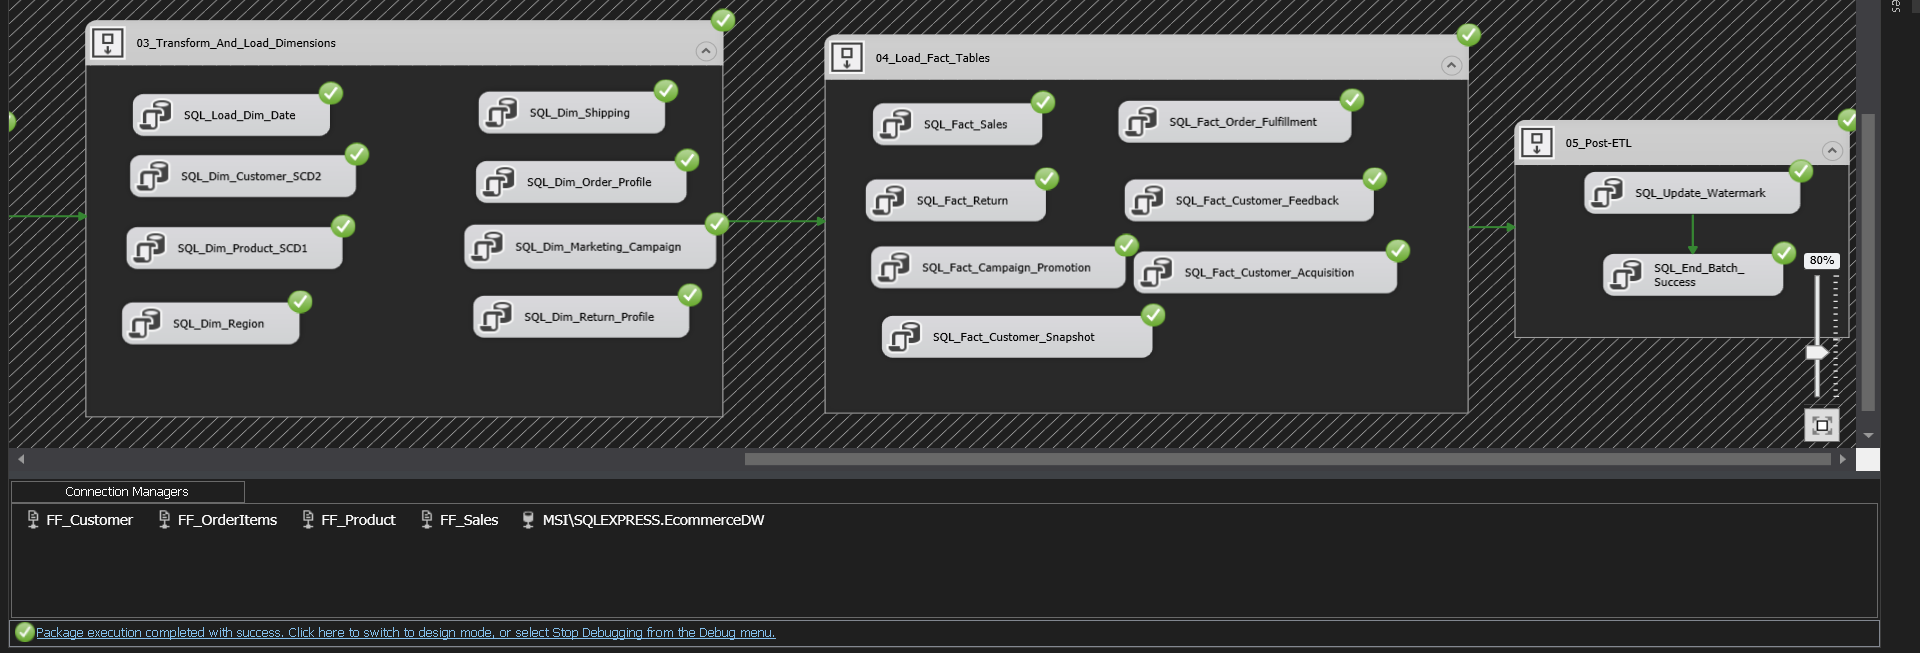 03_Transform_And_Load_Dimensions
SQL_Load_Dim_Date
SQL_Dim_Shipping
SQL_Dim_Customer_SCD2
SQL_Dim_Order_Profile
SQL_Dim_Product_SCD1
SQL_Dim_Marketing_Campaign
SQL_Dim_Region
SQL_Dim_Return_Profile
04_Load_Fact_Tables
SQL_Fact_Sales
SQL_Fact_Order_Fulfillment
SQL_Fact_Return
SQL_Fact_Customer_Feedback
SQL_Fact_Campaign_Promotion
SQL_Fact_Customer_Acquisition
SQL_Fact_Customer_Snapshot
05_Post-ETL
SQL_Update_Watermark
SQL_End_Batch_
Success
80%
Connection Managers
FF_Customer
FF_OrderItems
FF_Product
FF_Sales
MSI\SQLEXPRESS.EcommerceDW
Package execution completed with success. Click here to switch to design mode, or select Stop Debugging from the Debug menu.